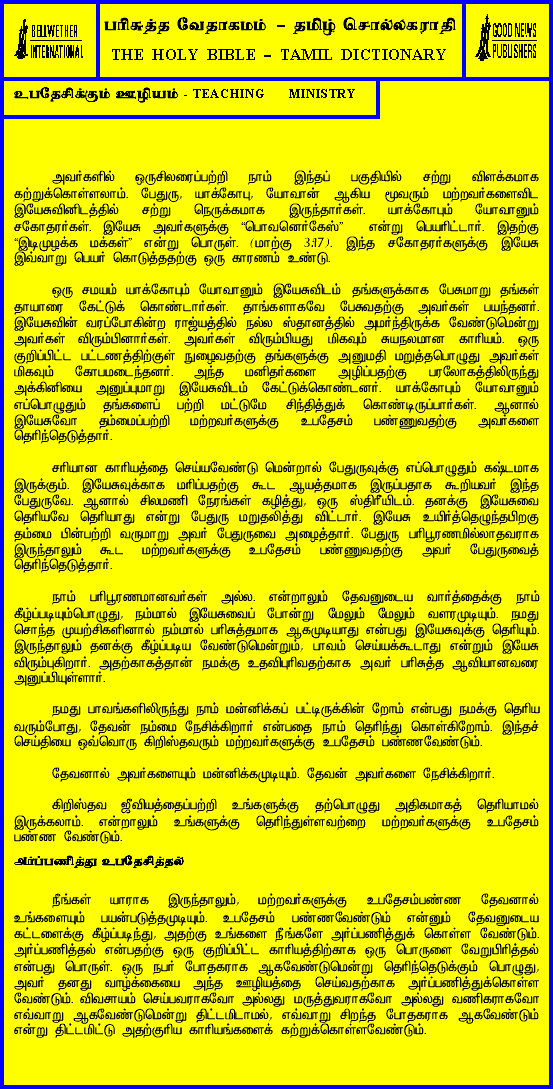 BELLWETHER
INTERNATIONAL
பரிசுத்த வேதாகமம் – தமிழ் சொல்லகராதி
THE HOLY BIBLE – TAMIL DICTIONARY
GOOD NEWS
PUBLISHERS
உபதேசிக்கும் ஊழியம் - TEACHING MINISTRY
அவர்களில் ஒருசிலரைப்பற்றி நாம் இந்தப் பகுதியில் சற்று விளக்கமாக
கற்றுக்கொள்ளலாம். பேதுரு, யாக்கோபு, யோவான் ஆகிய மூவரும் மற்றவர்களைவிட
இயேசுவினிடத்தில் சற்று நெருக்கமாக இருந்தார்கள். யாக்கோபும் யோவானும்
சகோதரர்கள். இயேசு அவர்களுக்கு “பொவனெர்கேஸ்” என்று பெயரிட்டார். இதற்கு
“இடிமுழக்க மக்கள்” என்று பொருள். (மாற்கு 3:17). இந்த சகோதரர்களுக்கு இயேசு
இவ்வாறு பெயர் கொடுத்ததற்கு ஒரு காரணம் உண்டு.
ஒரு சமயம் யாக்கோபும் யோவானும் இயேசுவிடம் தங்களுக்காக பேசுமாறு தங்கள்
தாயாரை கேட்டுக் கொண்டார்கள். தாங்களாகவே பேசுவதற்கு அவர்கள் பயந்தனர்.
இயேசுவின் வரப்போகின்ற ராஜ்யத்தில் நல்ல ஸ்தானத்தில் அமர்ந்திருக்க வேண்டுமென்று
அவர்கள் விரும்பினார்கள். அவர்கள் விரும்பியது மிகவும் சுயநலமான காரியம். ஒரு
குறிப்பிட்ட பட்டணத்திற்குள் நுழைவதற்கு தங்களுக்கு அனுமதி மறுத்தபொழுது அவர்கள்
மிகவும் கோபமடைந்தனர். அந்த மனிதர்களை அழிப்பதற்கு பரலோகத்திலிருந்து
அக்கினியை அனுப்புமாறு இயேசுவிடம் கேட்டுக்கொண்டனர். யாக்கோபும் யோவானும்
எப்பொழுதும் தங்களைப் பற்றி மட்டுமே சிந்தித்துக் கொண்டிருப்பார்கள். ஆனால்
இயேசுவோ தம்மைப்பற்றி மற்றவர்களுக்கு உபதேசம் பண்ணுவதற்கு அவர்களை
தெரிந்தெடுத்தார்.
சரியான காரியத்தை செய்யவேண்டு மென்றால் பேதுருவுக்கு எப்பொழுதும் கஷ்டமாக
இருக்கும். இயேசுவுக்காக மரிப்பதற்கு கூட ஆயத்தமாக இருப்பதாக கூறியவர் இந்த
பேதுருவே. ஆனால் சிலமணி நேரங்கள் கழித்து, ஒரு ஸ்திரீயிடம். தனக்கு இயேசுவை
தெரியவே தெரியாது என்று பேதுரு மறுதலித்து விட்டார். இயேசு உயிர்த்தெழுந்தபிறகு
தம்மை பின்பற்றி வருமாறு அவர் பேதுருவை அழைத்தார். பேதுரு பரிபூரணமில்லாதவராக
இருந்தாலும் கூட மற்றவர்களுக்கு உபதேசம் பண்ணுவதற்கு அவர் பேதுருவைத்
தெரிந்தெடுத்தார்.
நாம் பரிபூரணமானவர்கள் அல்ல. என்றாலும் தேவனுடைய வார்த்தைக்கு நாம்
கீழ்ப்படியும்பொழுது, நம்மால் இயேசுவைப் போன்று மேலும் மேலும் வளரமுடியும். நமது
சொந்த முயற்சிகளினால் நம்மால் பரிசுத்தமாக ஆகமுடியாது என்பது இயேசுவுக்கு தெரியும்.
இருந்தாலும் தனக்கு கீழ்ப்படிய வேண்டுமென்றும், பாவம் செய்யக்கூடாது என்றும் இயேசு
விரும்புகிறார். அதற்காகத்தான் நமக்கு உதவிபுரிவதற்காக அவர் பரிசுத்த ஆவியானவரை
அனுப்பியுள்ளார்.
நமது பாவங்களிலிருந்து நாம் மன்னிக்கப் பட்டிருக்கின் றோம் என்பது நமக்கு தெரிய
வரும்போது, தேவன் நம்மை நேசிக்கிறார் என்பதை நாம் தெரிந்து கொள்கிறோம். இந்தச்
செய்தியை ஒவ்வொரு கிறிஸ்தவரும் மற்றவர்களுக்கு உபதேசம் பண்ணவேண்டும்.
தேவனால் அவர்களையும் மன்னிக்கமுடியும். தேவன் அவர்களை நேசிக்கிறார்.
கிறிஸ்தவ ஜீவியத்தைப்பற்றி உங்களுக்கு தற்பொழுது அதிகமாகத் தெரியாமல்
இருக்கலாம். என்றாலும் உங்களுக்கு தெரிந்துள்ளவற்றை மற்றவர்களுக்கு உபதேசம்
பண்ண வேண்டும்.
அர்ப்பணித்து உபதேசித்தல்
நீங்கள் யாராக இருந்தாலும், மற்றவர்களுக்கு உபதேசம்பண்ண தேவனால்
உங்களையும் பயன்படுத்தமுடியும். உபதேசம் பண்ணவேண்டும் என்னும் தேவனுடைய
கட்டளைக்கு கீழ்ப்படிந்து, அதற்கு உங்களை நீங்களே அர்ப்பணித்துக் கொள்ள வேண்டும்.
அர்ப்பணித்தல் என்பதற்கு ஒரு குறிப்பிட்ட காரியத்திற்காக ஒரு பொருளை வேறுபிரித்தல்
என்பது பொருள். ஒரு நபர் போதகராக ஆகவேண்டுமென்று தெரிந்தெடுக்கும் பொழுது,
அவர் தனது வாழ்க்கையை அந்த ஊழியத்தை செய்வதற்காக அர்ப்பணித்துக்கொள்ள
வேண்டும். விவசாயம் செய்பவராகவோ அல்லது மருத்துவராகவோ அல்லது வணிகராகவோ
எவ்வாறு ஆகவேண்டுமென்று திட்டமிடாமல், எவ்வாறு சிறந்த போதகராக ஆகவேண்டும்
என்று திட்டமிட்டு அதற்குரிய காரியங்களைக் கற்றுக்கொள்ளவேண்டும்.